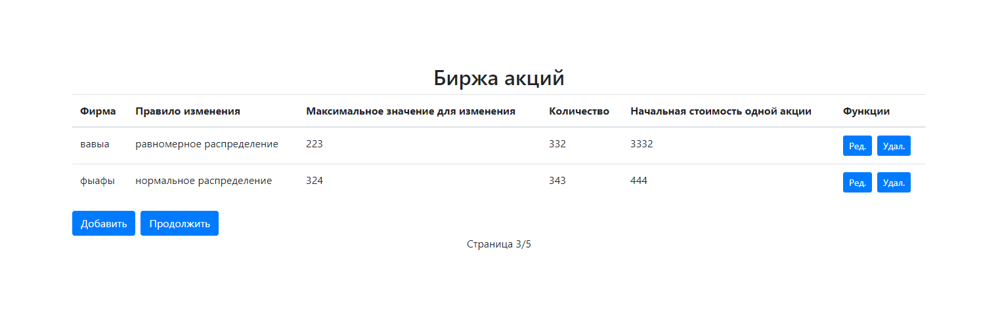 Биржа акций
Фирма Правило изменения Максимальное значение для изменения Количество Начальная стоимость одной акции Функции
вавыа равномерное распределение 223 332 3332 Ред. Удал.
фыафы нормальное распределение 324 343 444 Ред. Удал.
Добавить Продолжить
Страница 3/5